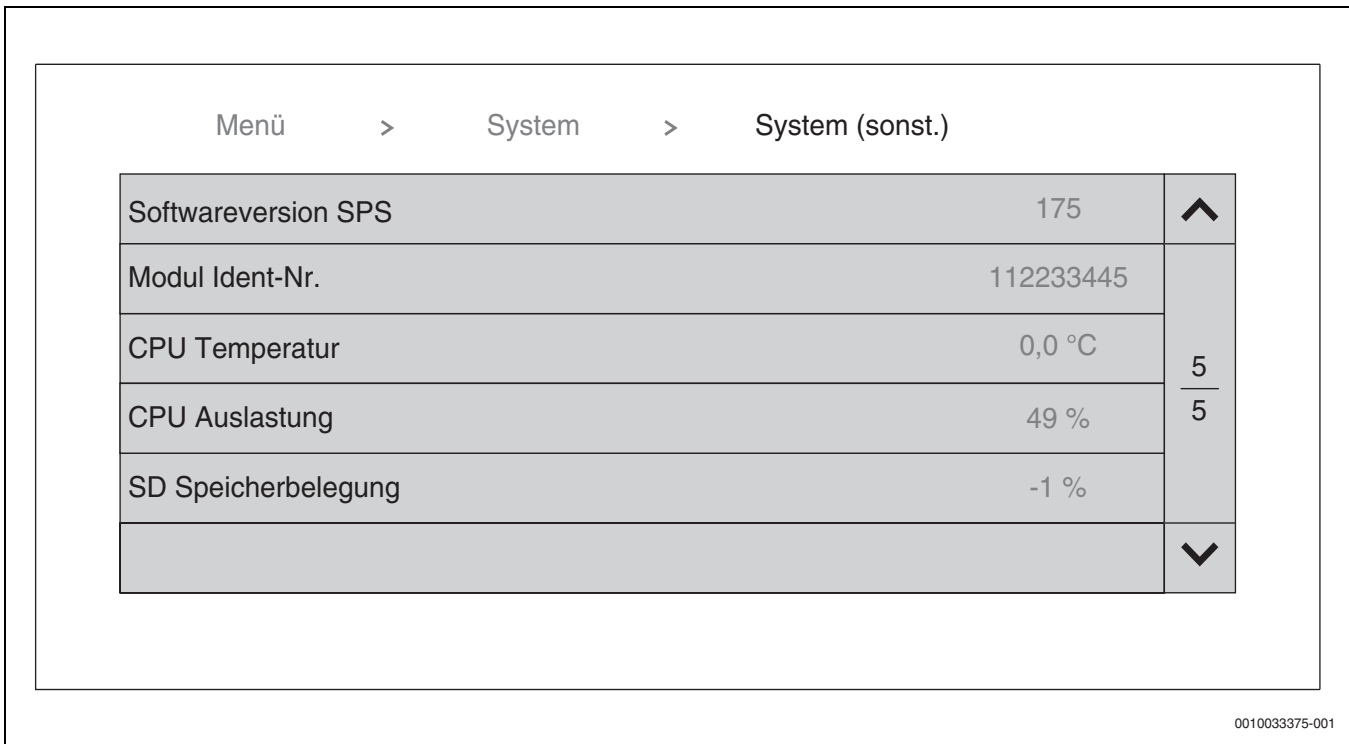 Menü > System > System (sonst.)
Softwareversion SPS 175
Modul Ident-Nr. 112233445
CPU Temperatur 0,0 °C
CPU Auslastung 49 %
SD Speicherbelegung -1 %
5
5
0010033375-001